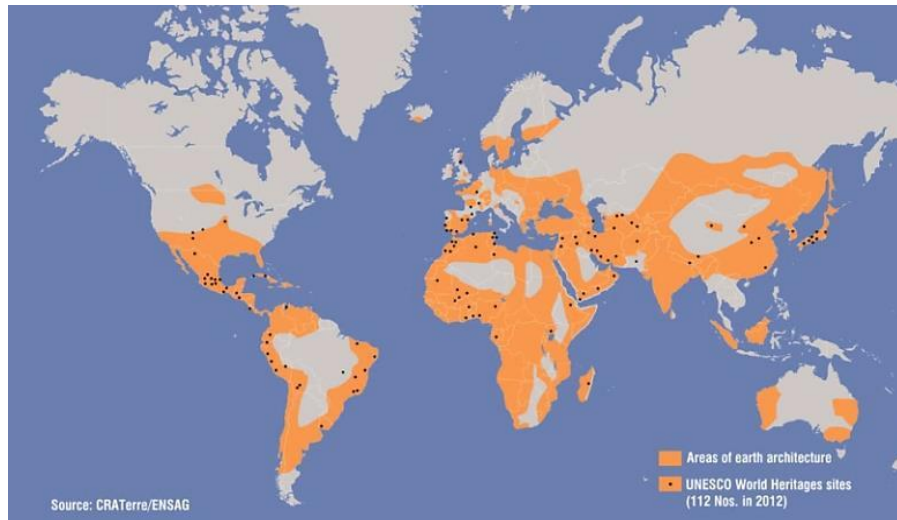 Areas of earth architecture
UNESCO World Heritages sites
(112 Nos. in 2012)
Source: CRATerre/ENSAG